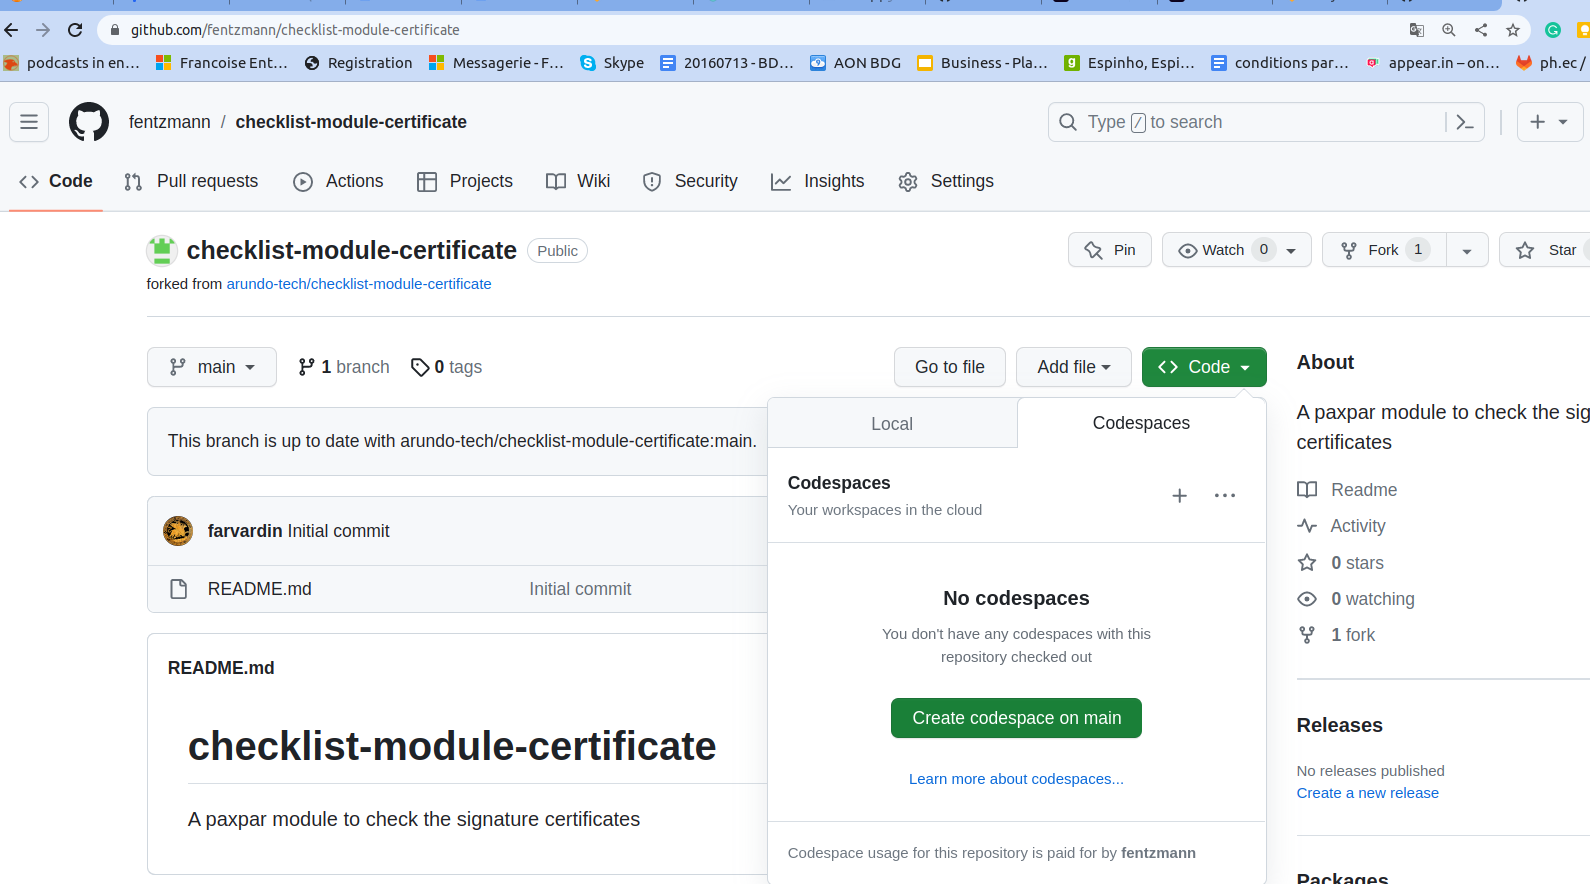 github.com/fentzmann/checklist-module-certificate
podcasts in en... Francoise Ent... Registration Messagerie - F... Skype 20160713 - BD... AON BDG Business - Pla... Espinho, Espi... conditions par... appear.in – on... ph.ec /
fentzmann / checklist-module-certificate Type / to search
Code Pull requests Actions Projects Wiki Security Insights Settings
checklist-module-certificate Public Pin Watch 0 Fork 1 Star
forked from arundo-tech/checklist-module-certificate
main 1 branch 0 tags Go to file Add file Code
This branch is up to date with arundo-tech/checklist-module-certificate:main.
farvardin Initial commit
README.md Initial commit
README.md
checklist-module-certificate
A paxpar module to check the signature certificates
Local Codespaces
Codespaces
Your workspaces in the cloud
No codespaces
You don't have any codespaces with this
repository checked out
Create codespace on main
Learn more about codespaces...
Codespace usage for this repository is paid for by fentzmann
About
A paxpar module to check the sig
certificates
Readme
Activity
0 stars
0 watching
1 fork
Releases
No releases published
Create a new release
Packages